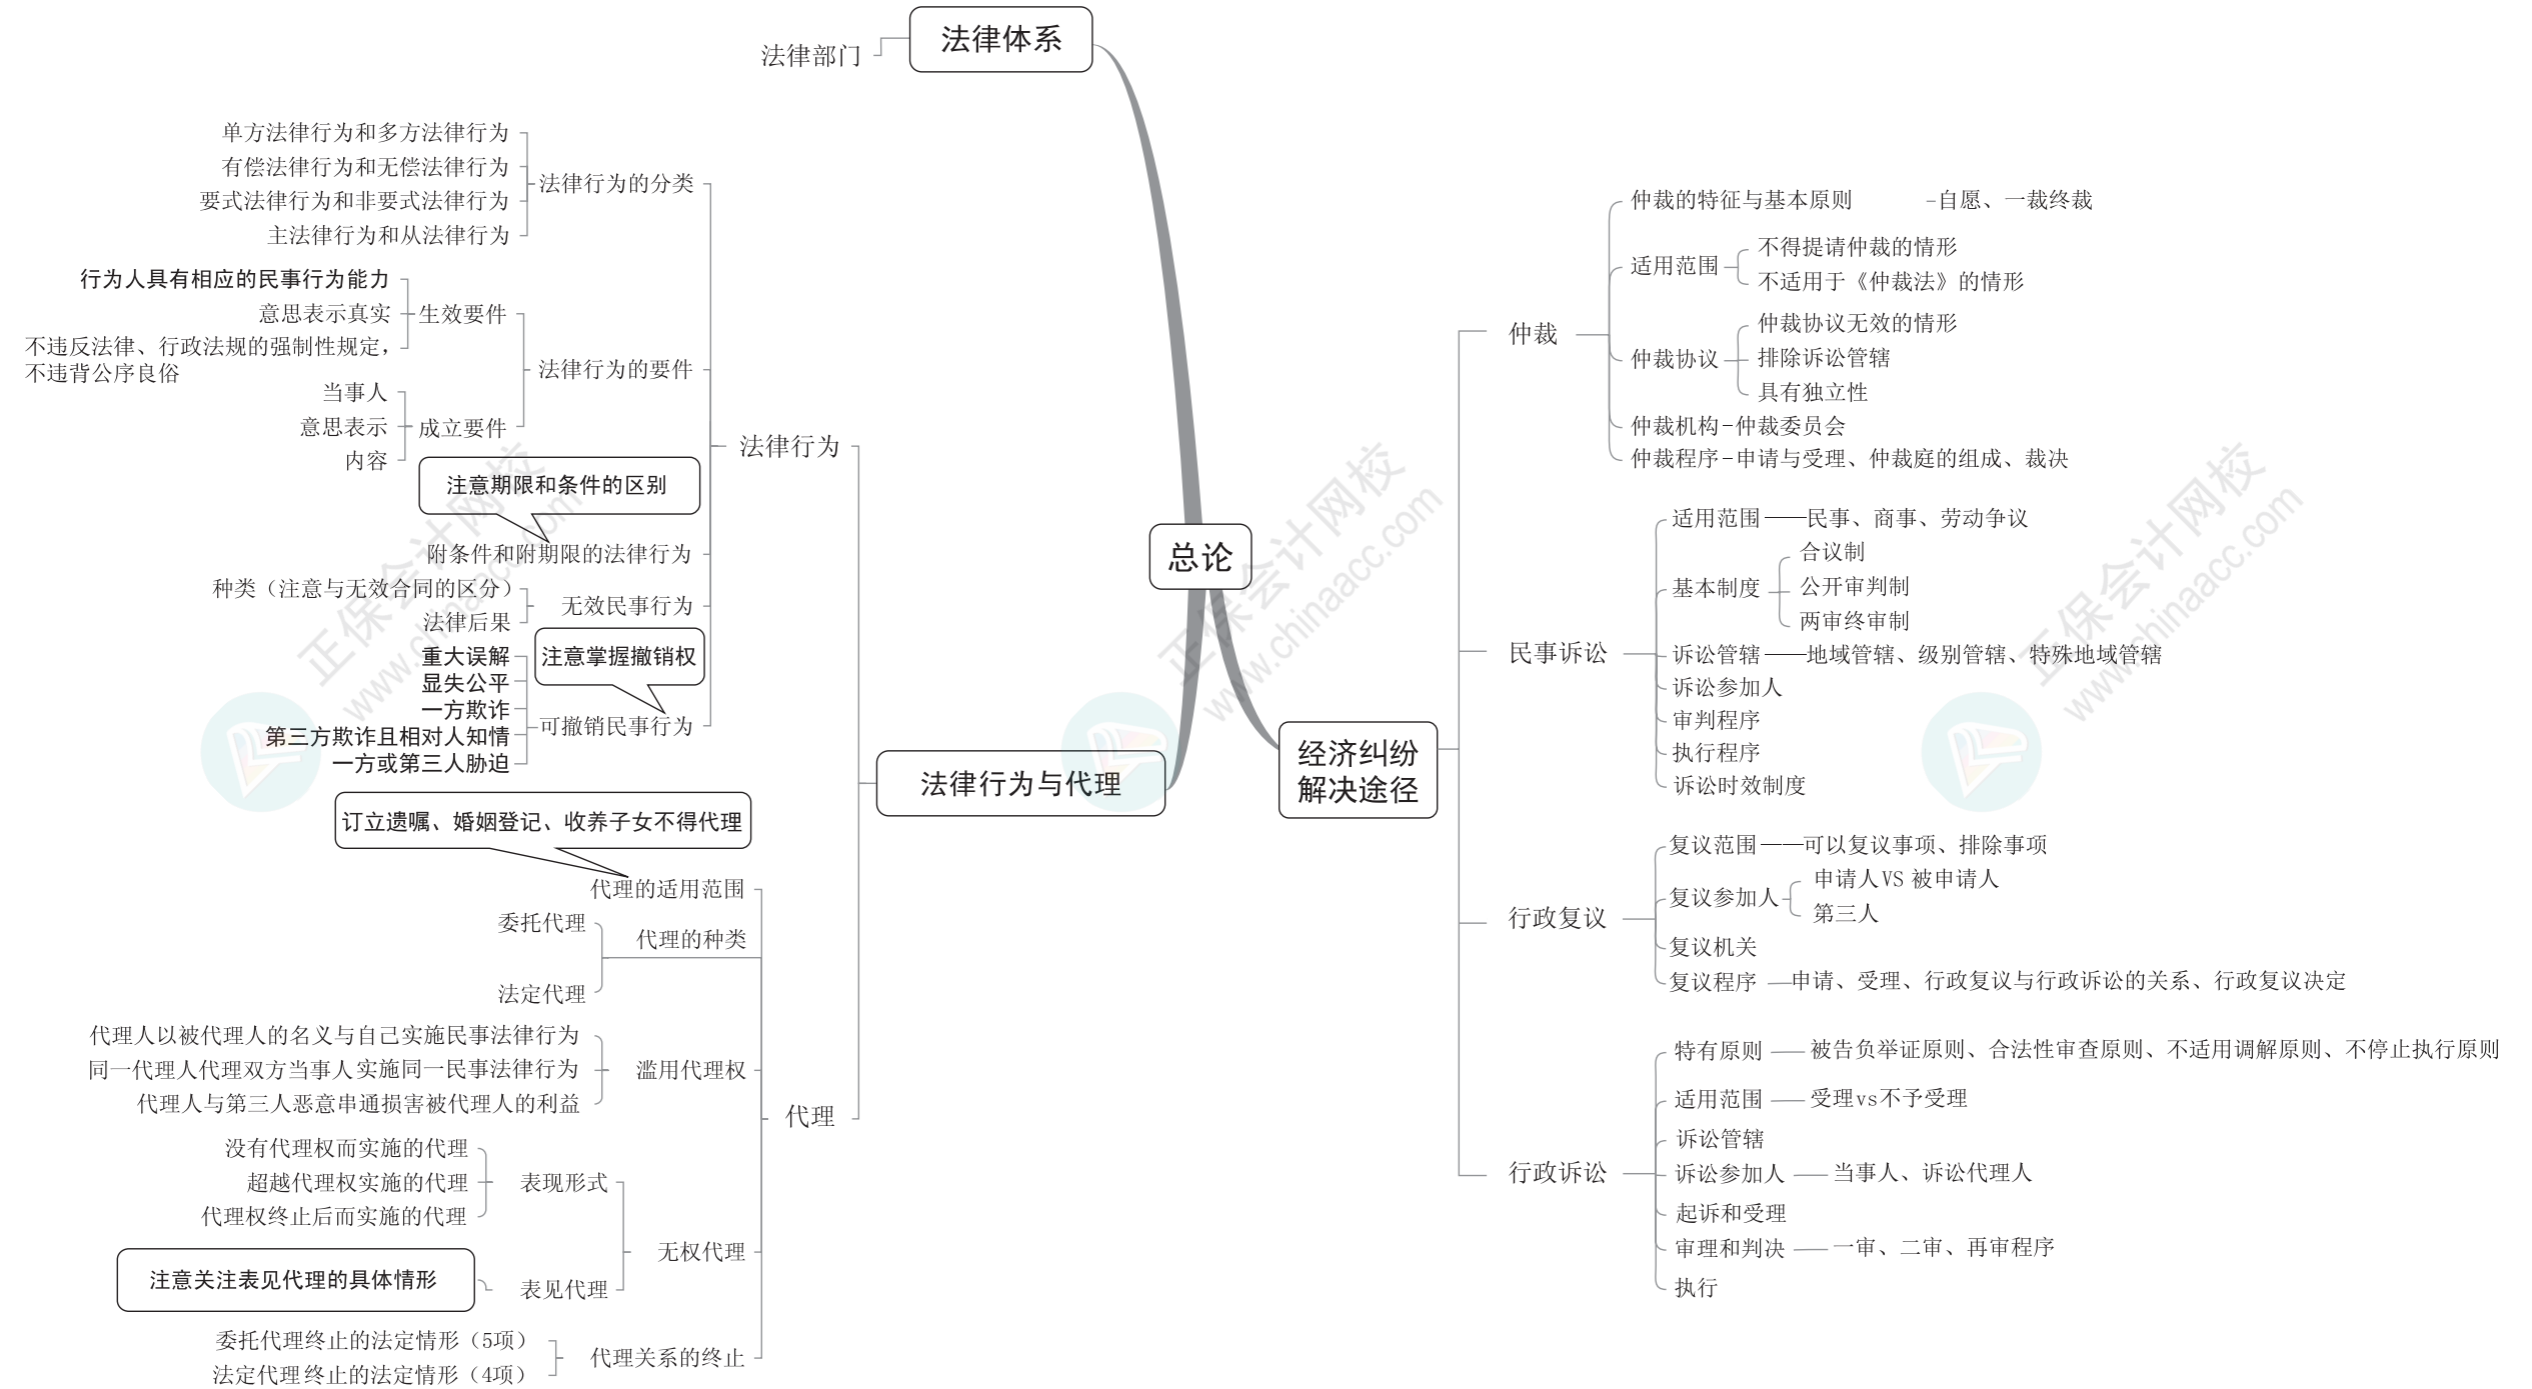 总论
法律体系
法律部门
法律行为与代理
法律行为
法律行为的分类
单方法律行为和多方法律行为
有偿法律行为和无偿法律行为
要式法律行为和非要式法律行为
主法律行为和从法律行为
法律行为的要件
生效要件
行为人具有相应的民事行为能力
意思表示真实
不违反法律、行政法规的强制性规定，
不违背公序良俗
成立要件
当事人
意思表示
内容
注意期限和条件的区别
附条件和附期限的法律行为
无效民事行为
种类（注意与无效合同的区分）
法律后果
注意掌握撤销权
可撤销民事行为
重大误解
显失公平
一方欺诈
第三方欺诈且相对人知情
一方或第三人胁迫
代理
订立遗嘱、婚姻登记、收养子女不得代理
代理的适用范围
代理的种类
委托代理
法定代理
滥用代理权
代理人以被代理人的名义与自己实施民事法律行为
同一代理人代理双方当事人实施同一民事法律行为
代理人与第三人恶意串通损害被代理人的利益
无权代理
表现形式
没有代理权而实施的代理
超越代理权实施的代理
代理权终止后而实施的代理
表见代理
注意关注表见代理的具体情形
代理关系的终止
委托代理终止的法定情形（5项）
法定代理终止的法定情形（4项）
经济纠纷
解决途径
仲裁
仲裁的特征与基本原则 -自愿、一裁终裁
适用范围
不得提请仲裁的情形
不适用于《仲裁法》的情形
仲裁协议
仲裁协议无效的情形
排除诉讼管辖
具有独立性
仲裁机构-仲裁委员会
仲裁程序-申请与受理、仲裁庭的组成、裁决
民事诉讼
适用范围——民事、商事、劳动争议
基本制度
合议制
公开审判制
两审终审制
诉讼管辖——地域管辖、级别管辖、特殊地域管辖
诉讼参加人
审判程序
执行程序
诉讼时效制度
行政复议
复议范围——可以复议事项、排除事项
复议参加人
申请人VS 被申请人
第三人
复议机关
复议程序—申请、受理、行政复议与行政诉讼的关系、行政复议决定
行政诉讼
特有原则 — 被告负举证原则、合法性审查原则、不适用调解原则、不停止执行原则
适用范围 — 受理vs不予受理
诉讼管辖
诉讼参加人 — 当事人、诉讼代理人
起诉和受理
审理和判决 — 一审、二审、再审程序
执行
正保会计网校
www.chinaacc.com
正保会计网校
www.chinaacc.com
正保会计网校
www.chinaacc.com